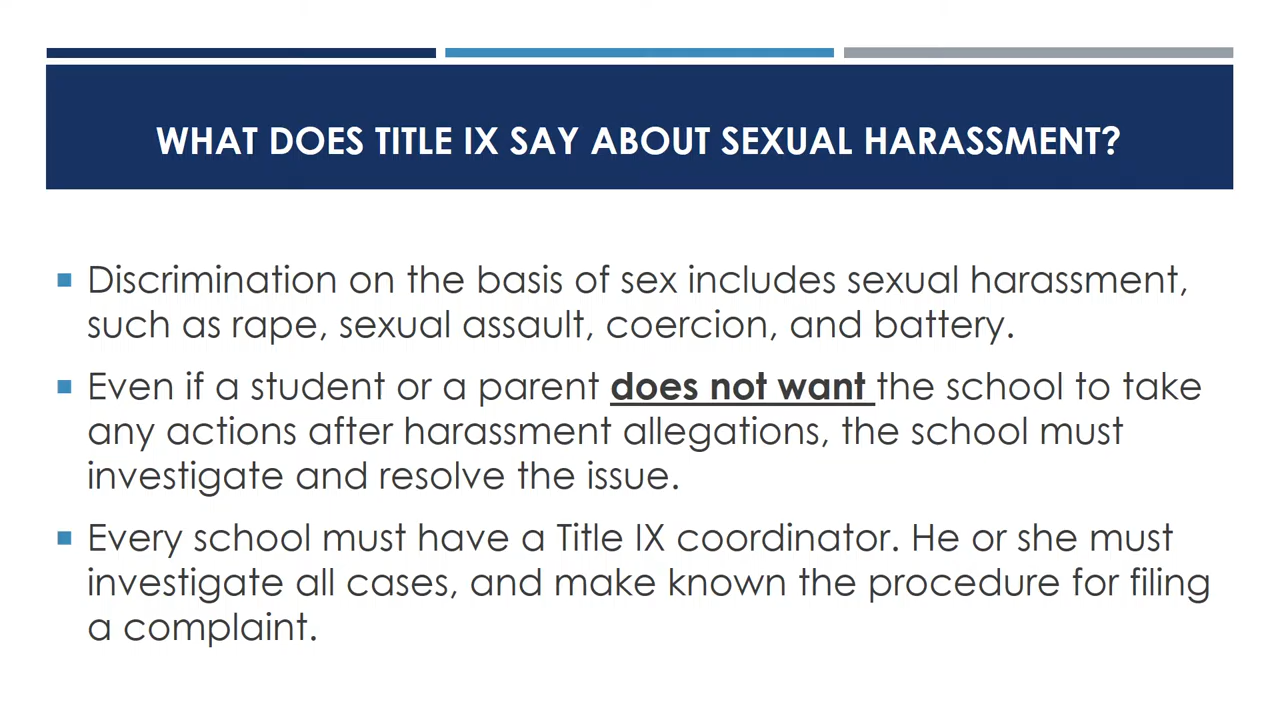 WHAT DOES TITLE IX SAY ABOUT SEXUAL HARASSMENT?
Discrimination on the basis of sex includes sexual harassment,
such as rape, sexual assault, coercion, and battery.
Even if a student or a parent does not want the school to take
any actions after harassment allegations, the school must
investigate and resolve the issue.
Every school must have a Title IX coordinator. He or she must
investigate all cases, and make known the procedure for filing
a complaint.